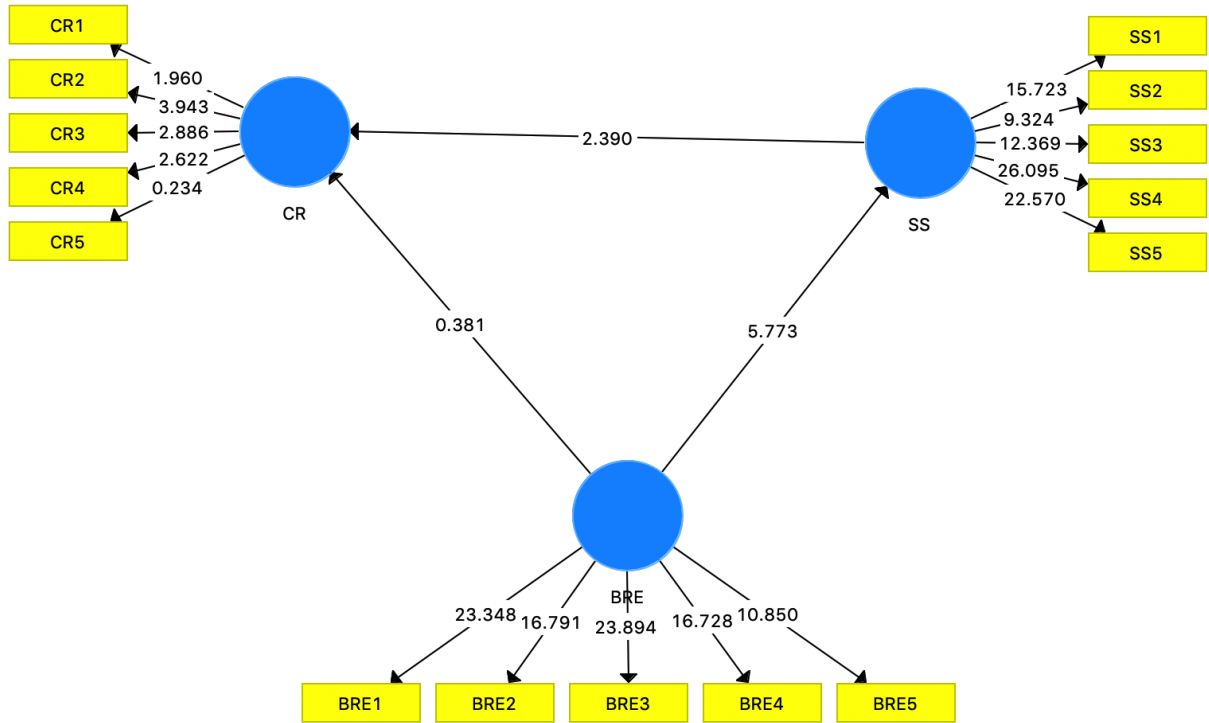 CR1
CR2
CR3
CR4
CR5
1.960
3.943
2.886
2.622
0.234
CR
2.390
SS1
SS2
SS3
SS4
SS5
15.723
9.324
12.369
26.095
22.570
SS
0.381
5.773
BRE
23.348
16.791
23.894
16.728
10.850
BRE1
BRE2
BRE3
BRE4
BRE5